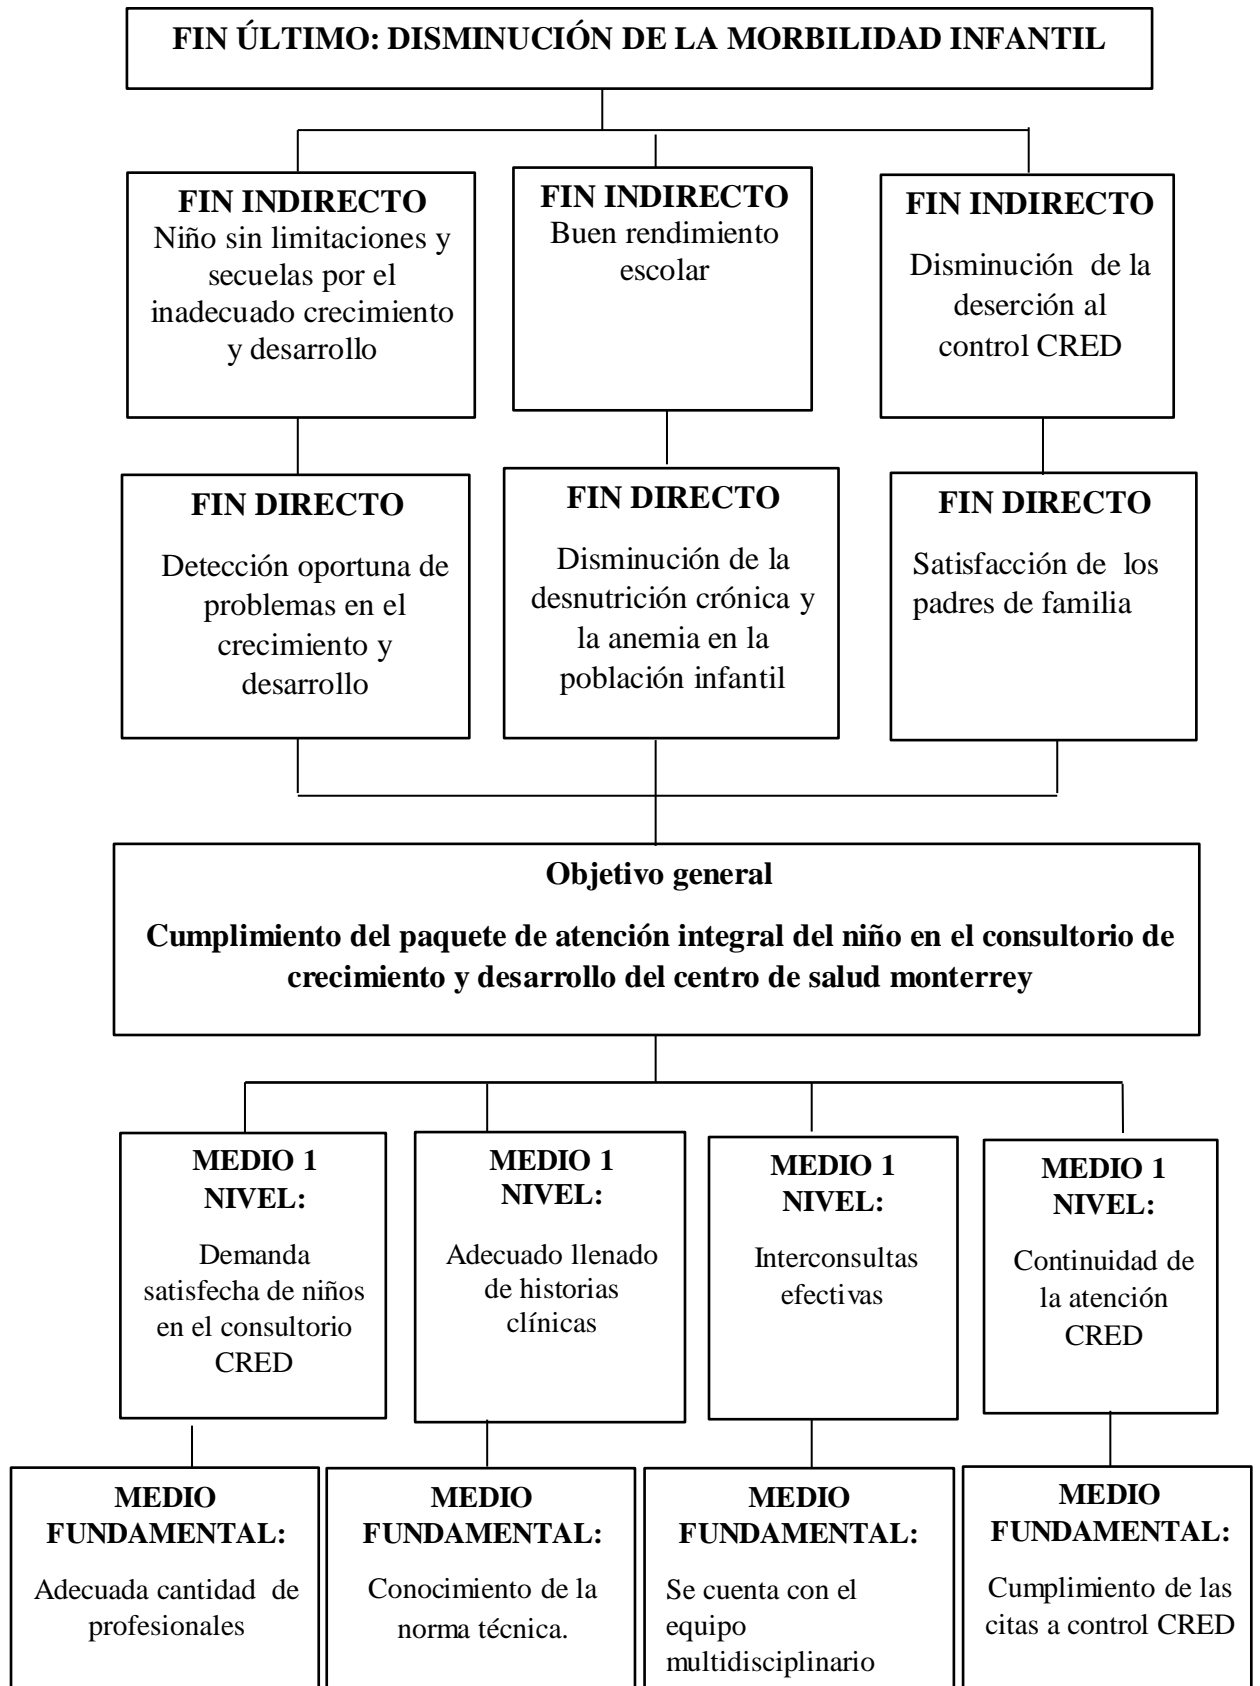 FIN ÚLTIMO: DISMINUCIÓN DE LA MORBILIDAD INFANTIL
FIN INDIRECTO
Niño sin limitaciones y
secuelas por el
inadecuado crecimiento
y desarrollo
FIN INDIRECTO
Buen rendimiento
escolar
FIN INDIRECTO
Disminución de la
deserción al
control CRED
FIN DIRECTO
Detección oportuna de
problemas en el
crecimiento y
desarrollo
FIN DIRECTO
Disminución de la
desnutrición crónica y
la anemia en la
población infantil
FIN DIRECTO
Satisfacción de los
padres de familia
Objetivo general
Cumplimiento del paquete de atención integral del niño en el consultorio de
crecimiento y desarrollo del centro de salud monterrey
MEDIO 1
NIVEL:
Demanda
satisfecha de niños
en el consultorio
CRED
MEDIO 1
NIVEL:
Adecuado llenado
de historias
clínicas
MEDIO 1
NIVEL:
Interconsultas
efectivas
MEDIO 1
NIVEL:
Continuidad de
la atención
CRED
MEDIO
FUNDAMENTAL:
Adecuada cantidad de
profesionales
MEDIO
FUNDAMENTAL:
Conocimiento de la
norma técnica.
MEDIO
FUNDAMENTAL:
Se cuenta con el
equipo
multidisciplinario
MEDIO
FUNDAMENTAL:
Cumplimiento de las
citas a control CRED